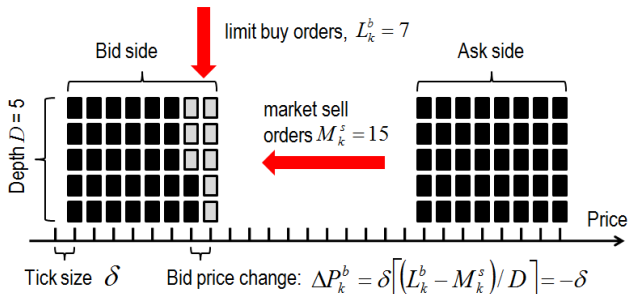 limit buy orders, $L_k^b = 7$
Bid side
Ask side
Depth $D = 5$
market sell
orders $M_k^s = 15$
Price
Tick size $\delta$
Bid price change: $\Delta P_k^b = \delta \lceil (L_k^b - M_k^s) / D \rceil = -\delta$